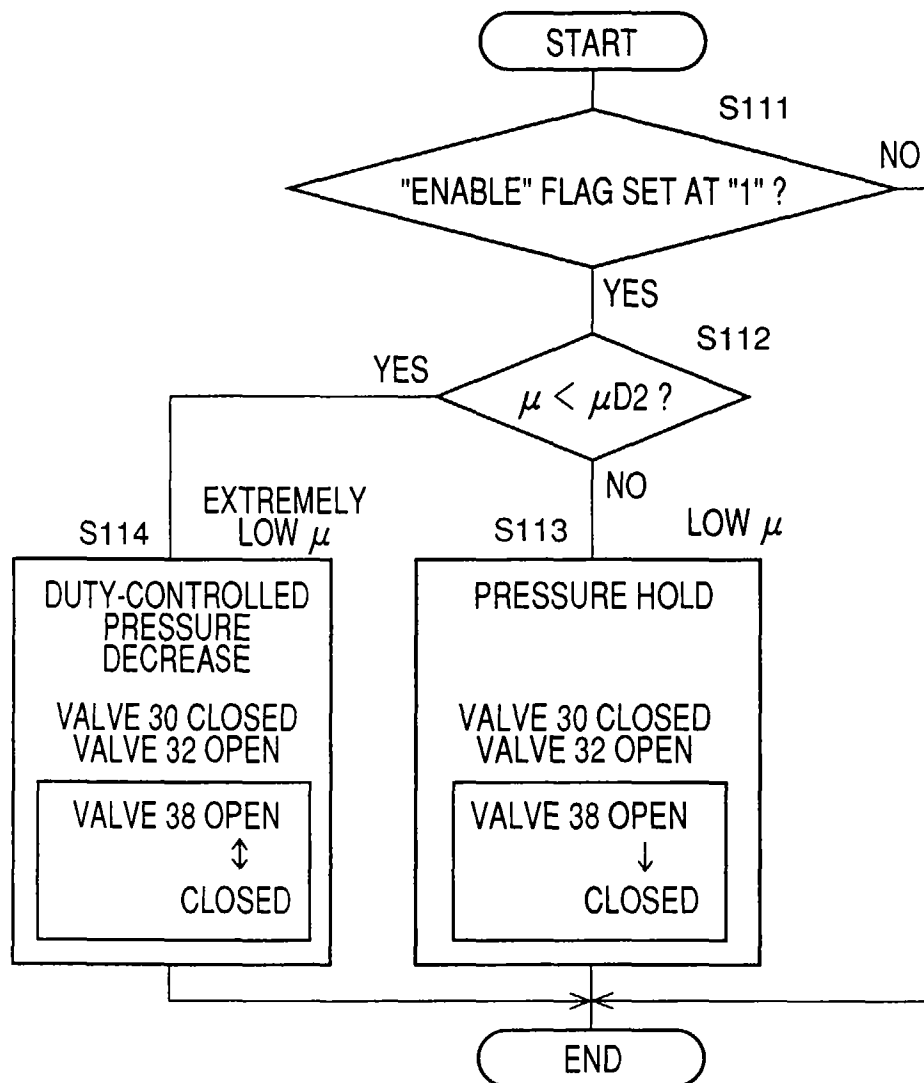 START
S111
NO
"ENABLE" FLAG SET AT "1" ?
YES
S112
YES
μ < μD2 ?
NO
EXTREMELY
LOW μ
S114
S113
LOW μ
DUTY-CONTROLLED
PRESSURE
DECREASE
VALVE 30 CLOSED
VALVE 32 OPEN
VALVE 38 OPEN
↕
CLOSED
PRESSURE HOLD
VALVE 30 CLOSED
VALVE 32 OPEN
VALVE 38 OPEN
↓
CLOSED
END